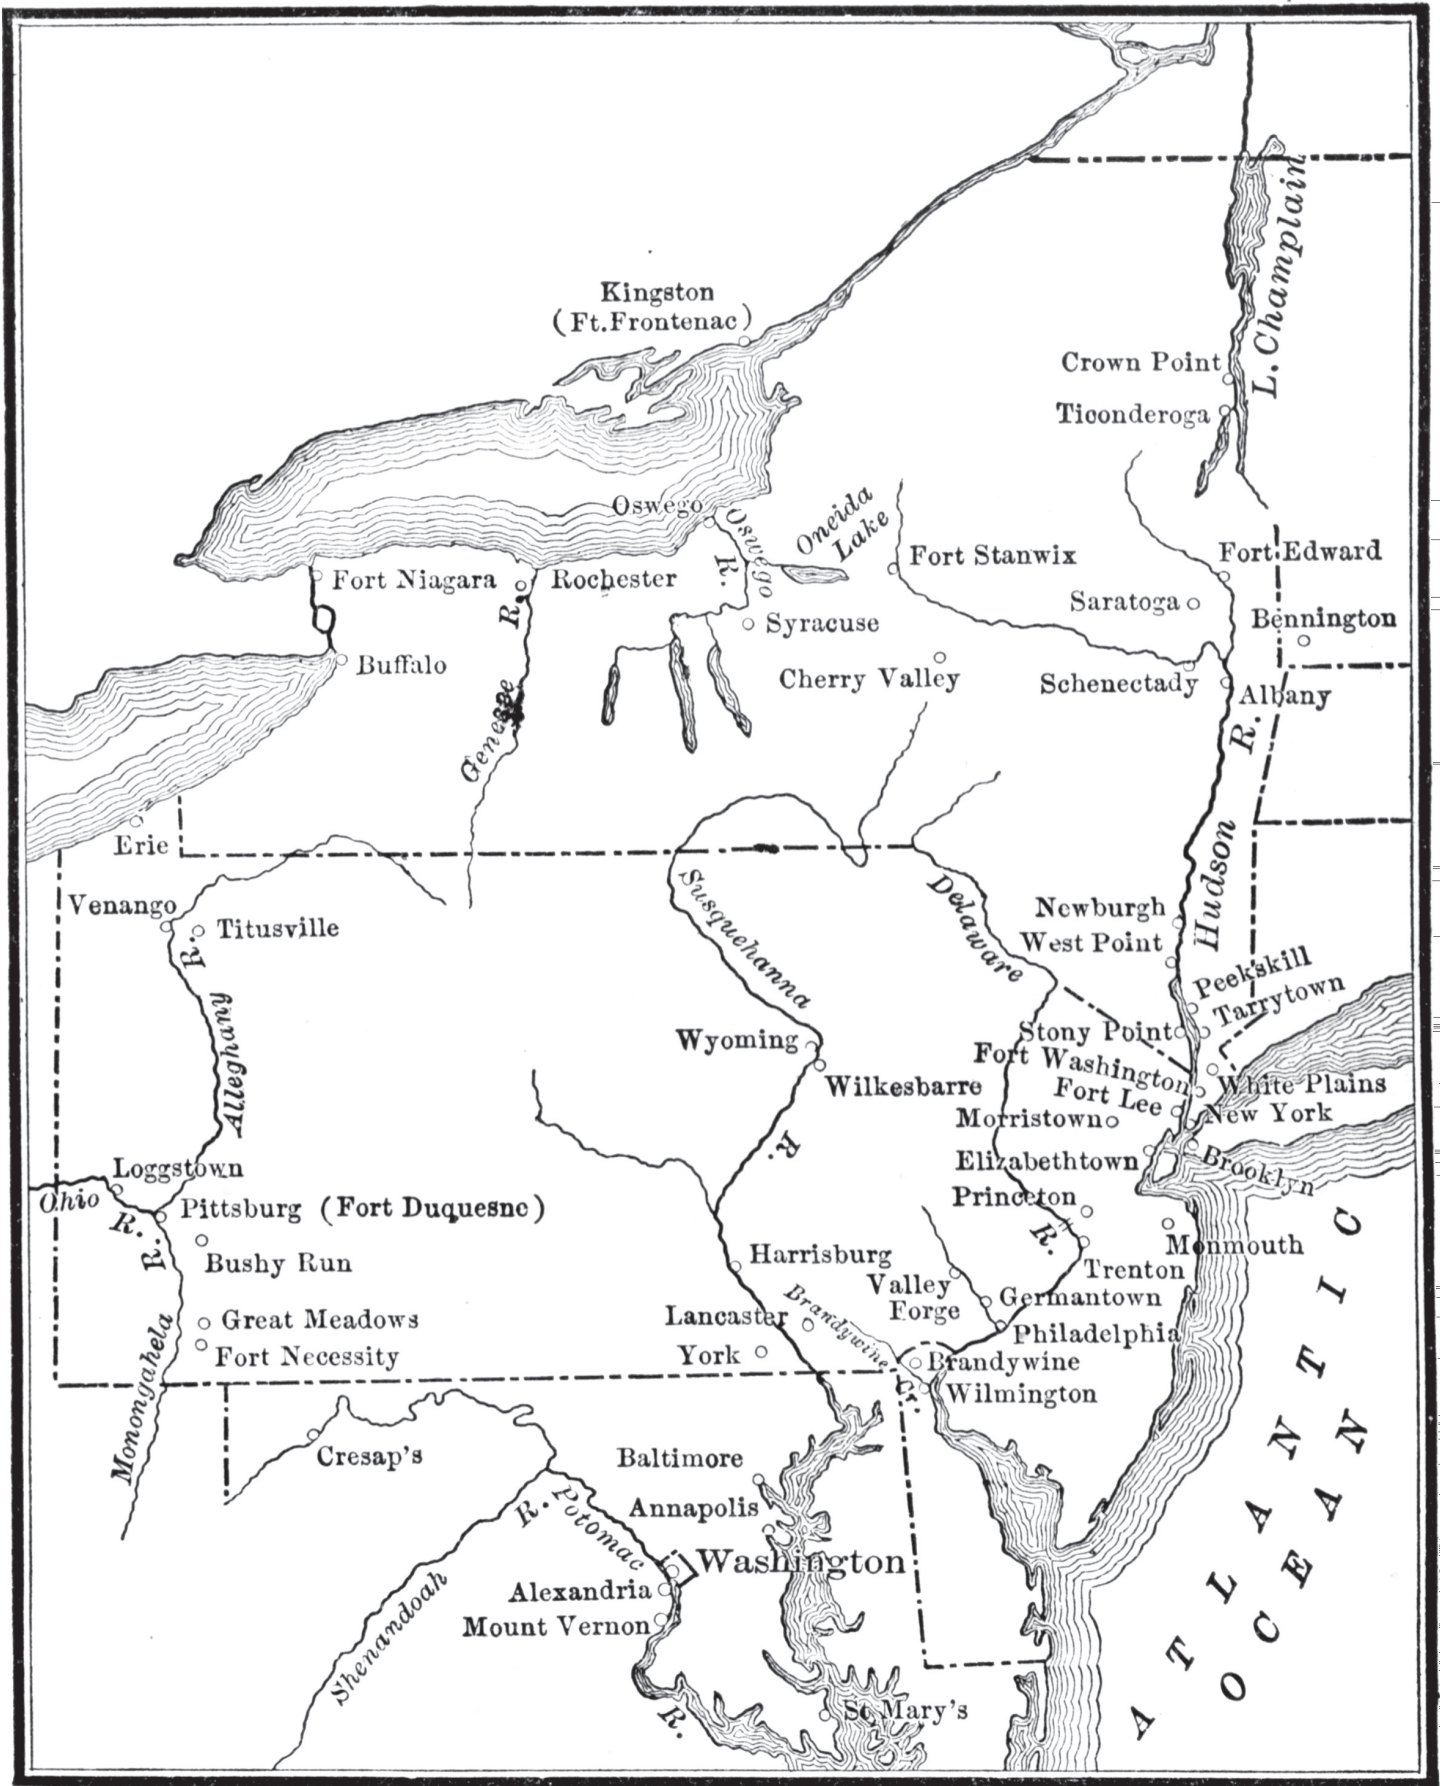 Kingston
(Ft.Frontenac)
L. Champlain
Crown Point
Ticonderoga
Oswego
Oswego
R.
Oneida
Lake
Fort Stanwix
Fort Edward
Fort Niagara
Rochester
R.
Genesee
Saratoga
Bennington
Syracuse
Buffalo
Cherry Valley
Schenectady
Albany
R.
Hudson
Erie
Venango
Titusville
R.
Alleghany
Susquehanna
R.
Delaware
R.
Newburgh
West Point
Peekskill
Tarrytown
Stony Point
Fort Washington
Fort Lee
White Plains
New York
Wyoming
Wilkesbarre
Morristown
Elizabethtown
Brooklyn
Princeton
Loggstown
Ohio
R.
Pittsburg (Fort Duquesne)
R.
Monongahela
Bushy Run
Great Meadows
Fort Necessity
Harrisburg
Monmouth
Trenton
Valley
Forge
Germantown
Philadelphia
Lancaster
York
Brandywine
Cr.
Brandywine
Wilmington
Cresap's
Baltimore
Annapolis
R.
Potomac
R.
Washington
Alexandria
Mount Vernon
Shenandoah
St. Mary's
ATLANTIC
OCEAN